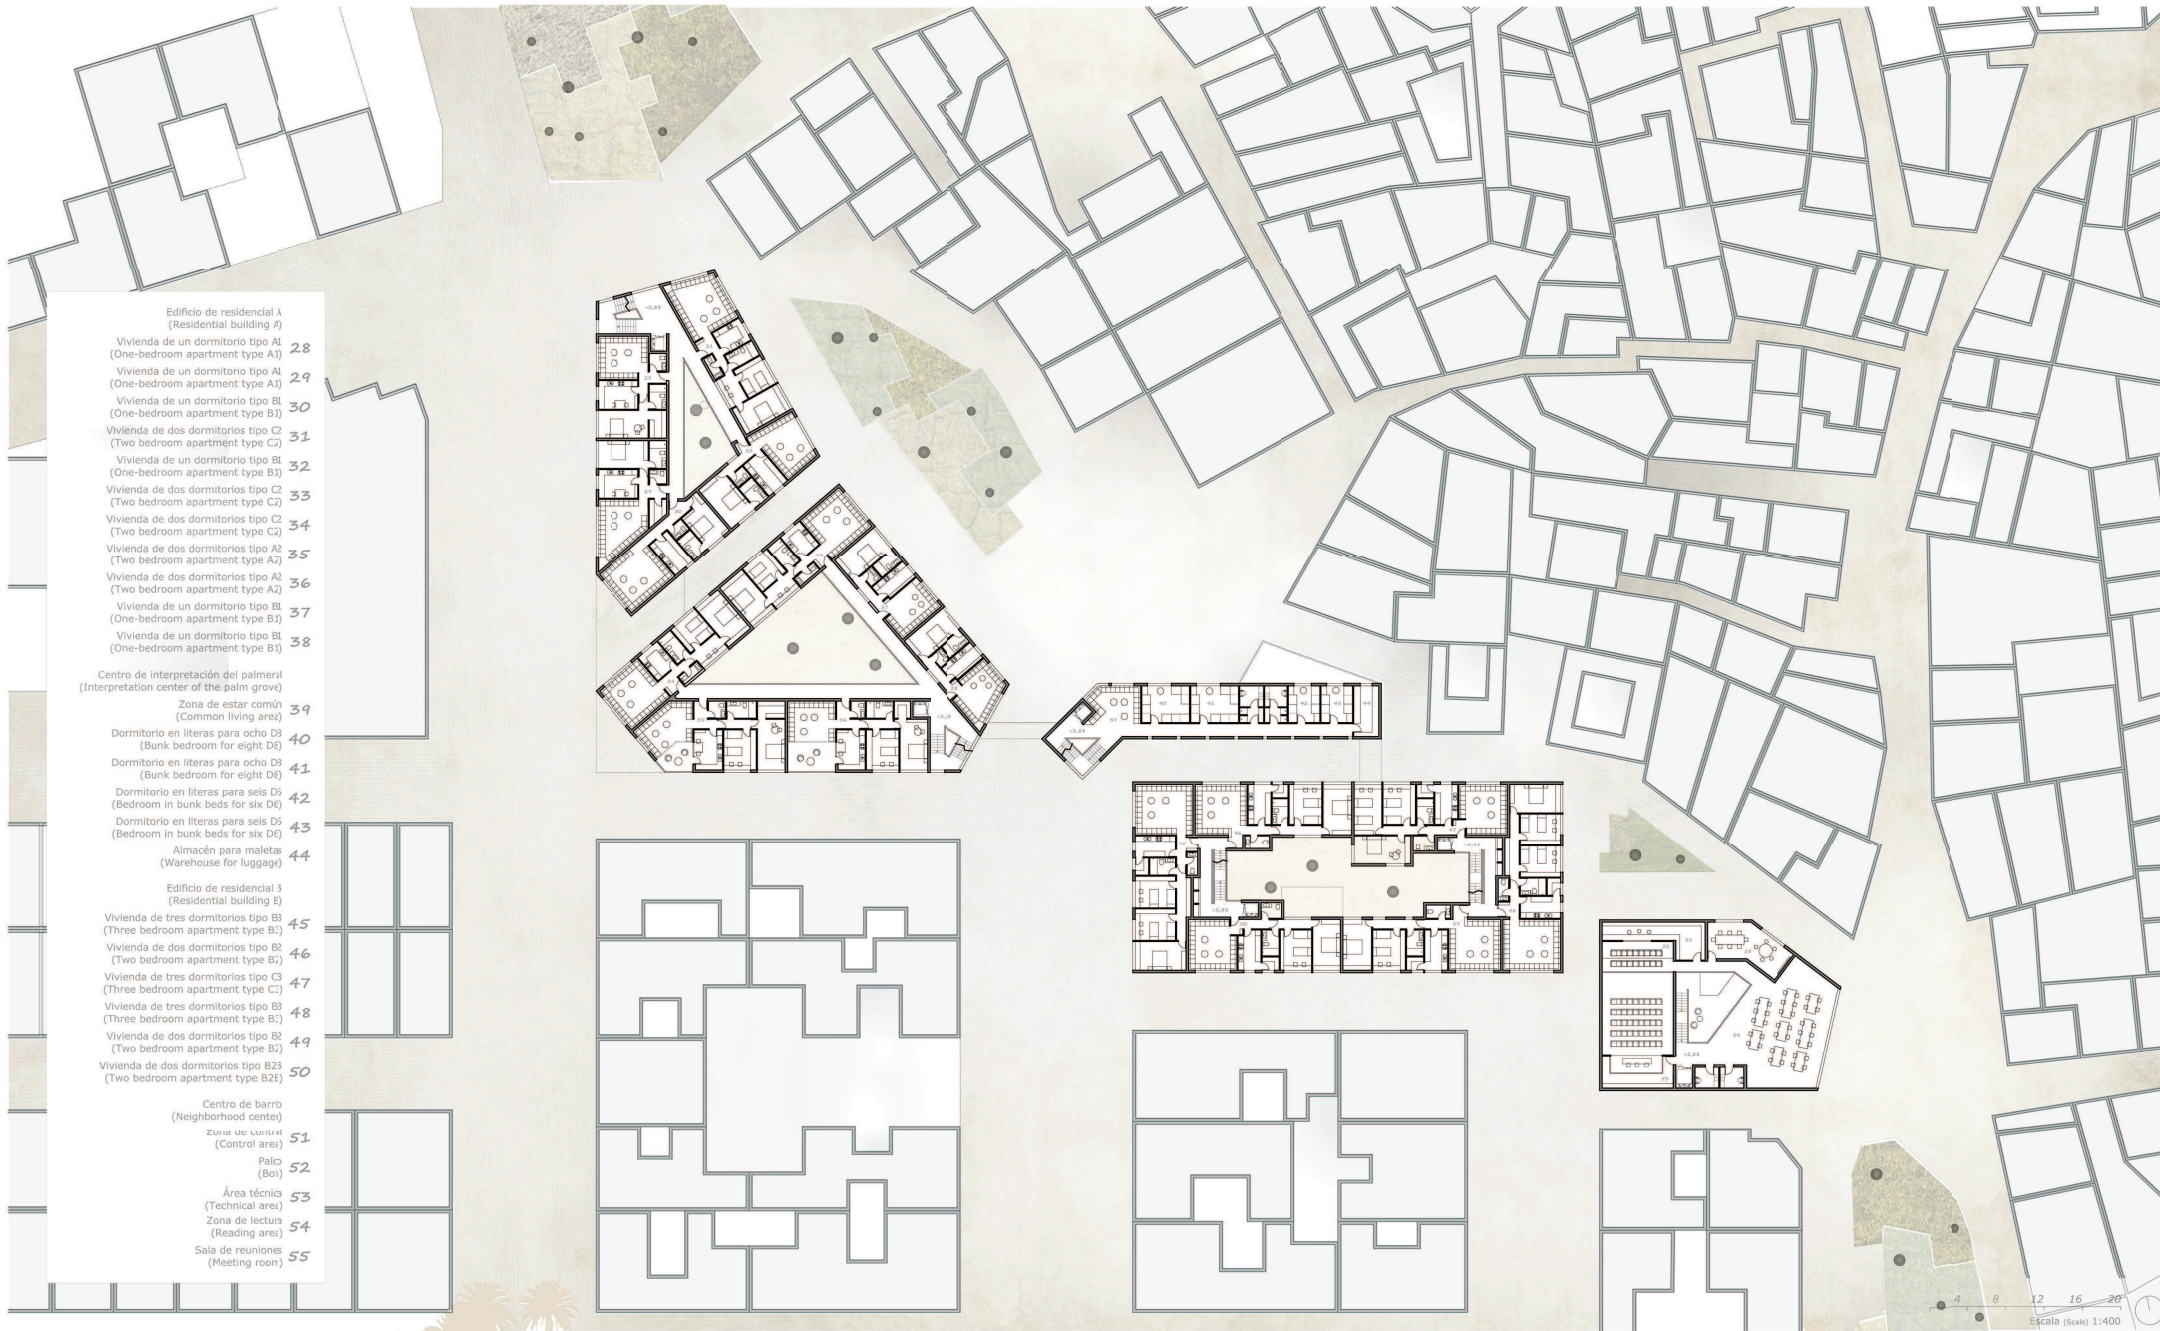 Edificio de residencial A
(Residential building A)
Vivienda de un dormitorio tipo A1
(One-bedroom apartment type A1) 28
Vivienda de un dormitorio tipo A1
(One-bedroom apartment type A1) 29
Vivienda de un dormitorio tipo B1
(One-bedroom apartment type B1) 30
Vivienda de dos dormitorios tipo C2
(Two bedroom apartment type C2) 31
Vivienda de un dormitorio tipo B1
(One-bedroom apartment type B1) 32
Vivienda de dos dormitorios tipo C2
(Two bedroom apartment type C2) 33
Vivienda de dos dormitorios tipo C2
(Two bedroom apartment type C2) 34
Vivienda de dos dormitorios tipo A2
(Two bedroom apartment type A2) 35
Vivienda de dos dormitorios tipo A2
(Two bedroom apartment type A2) 36
Vivienda de un dormitorio tipo B1
(One-bedroom apartment type B1) 37
Vivienda de un dormitorio tipo B1
(One-bedroom apartment type B1) 38
Centro de interpretación del palmeral
(Interpretation center of the palm grove)
Zona de estar común
(Common living area) 39
Dormitorio en literas para ocho D8
(Bunk bedroom for eight D8) 40
Dormitorio en literas para ocho D8
(Bunk bedroom for eight D8) 41
Dormitorio en literas para seis D6
(Bedroom in bunk beds for six D6) 42
Dormitorio en literas para seis D6
(Bedroom in bunk beds for six D6) 43
Almacén para maletas
(Warehouse for luggage) 44
Edificio de residencial B
(Residential building B)
Vivienda de tres dormitorios tipo B3
(Three bedroom apartment type B3) 45
Vivienda de dos dormitorios tipo B2
(Two bedroom apartment type B2) 46
Vivienda de tres dormitorios tipo C3
(Three bedroom apartment type C3) 47
Vivienda de tres dormitorios tipo B3
(Three bedroom apartment type B3) 48
Vivienda de dos dormitorios tipo B2
(Two bedroom apartment type B2) 49
Vivienda de dos dormitorios tipo B2B
(Two bedroom apartment type B2B) 50
Centro de barrio
(Neighborhood center)
Zona de control
(Control area) 51
Palco
(Box) 52
Área técnica
(Technical area) 53
Zona de lectura
(Reading area) 54
Sala de reuniones
(Meeting room) 55
39
40
41
42
43
44
4 8 12 16 20
Escala (Scale) 1:400